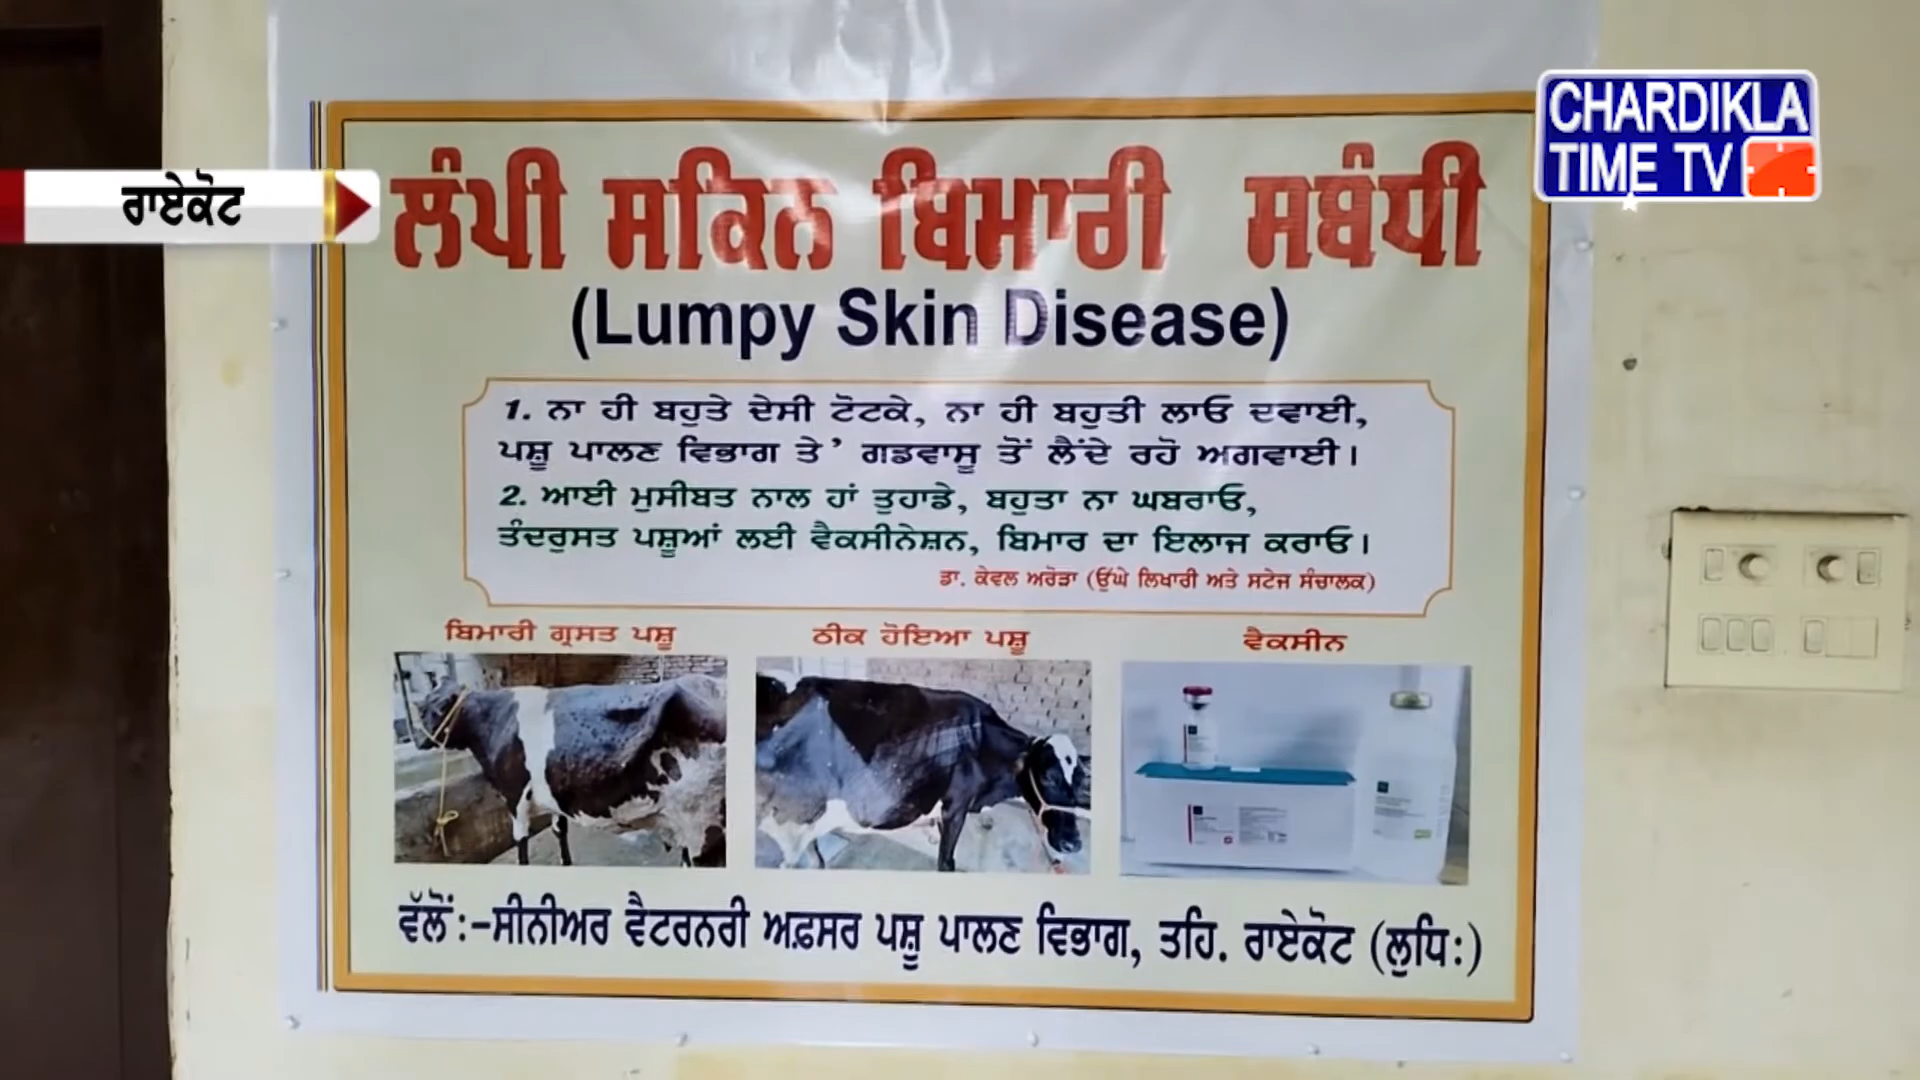 CHARDIKLA
TIME TV
ਰਾਏਕੋਟ
ਲੰਪੀ ਸਕਿਨ ਬਿਮਾਰੀ ਸਬੰਧੀ
(Lumpy Skin Disease)
1. ਨਾ ਹੀ ਬਹੁਤੇ ਦੇਸੀ ਟੋਟਕੇ, ਨਾ ਹੀ ਬਹੁਤੀ ਲਾਓ ਦਵਾਈ,
ਪਸ਼ੂ ਪਾਲਣ ਵਿਭਾਗ ਤੇ’ ਗਡਵਾਸੂ ਤੋਂ ਲੈਂਦੇ ਰਹੋ ਅਗਵਾਈ।
2. ਆਈ ਮੁਸੀਬਤ ਨਾਲ ਹਾਂ ਤੁਹਾਡੇ, ਬਹੁਤਾ ਨਾ ਘਬਰਾਓ,
ਤੰਦਰੁਸਤ ਪਸ਼ੂਆਂ ਲਈ ਵੈਕਸੀਨੇਸ਼ਨ, ਬਿਮਾਰ ਦਾ ਇਲਾਜ ਕਰਾਓ।
ਡਾ. ਕੇਵਲ ਅਰੋੜਾ (ਉੱਘੇ ਲਿਖਾਰੀ ਅਤੇ ਸਟੇਜ ਸੰਚਾਲਕ)
ਬਿਮਾਰੀ ਗ੍ਰਸਤ ਪਸ਼ੂ
ਠੀਕ ਹੋਇਆ ਪਸ਼ੂ
ਵੈਕਸੀਨ
ਵੱਲੋਂ:-ਸੀਨੀਅਰ ਵੈਟਰਨਰੀ ਅਫ਼ਸਰ ਪਸ਼ੂ ਪਾਲਣ ਵਿਭਾਗ, ਤਹਿ. ਰਾਏਕੋਟ (ਲੁਧਿ:)